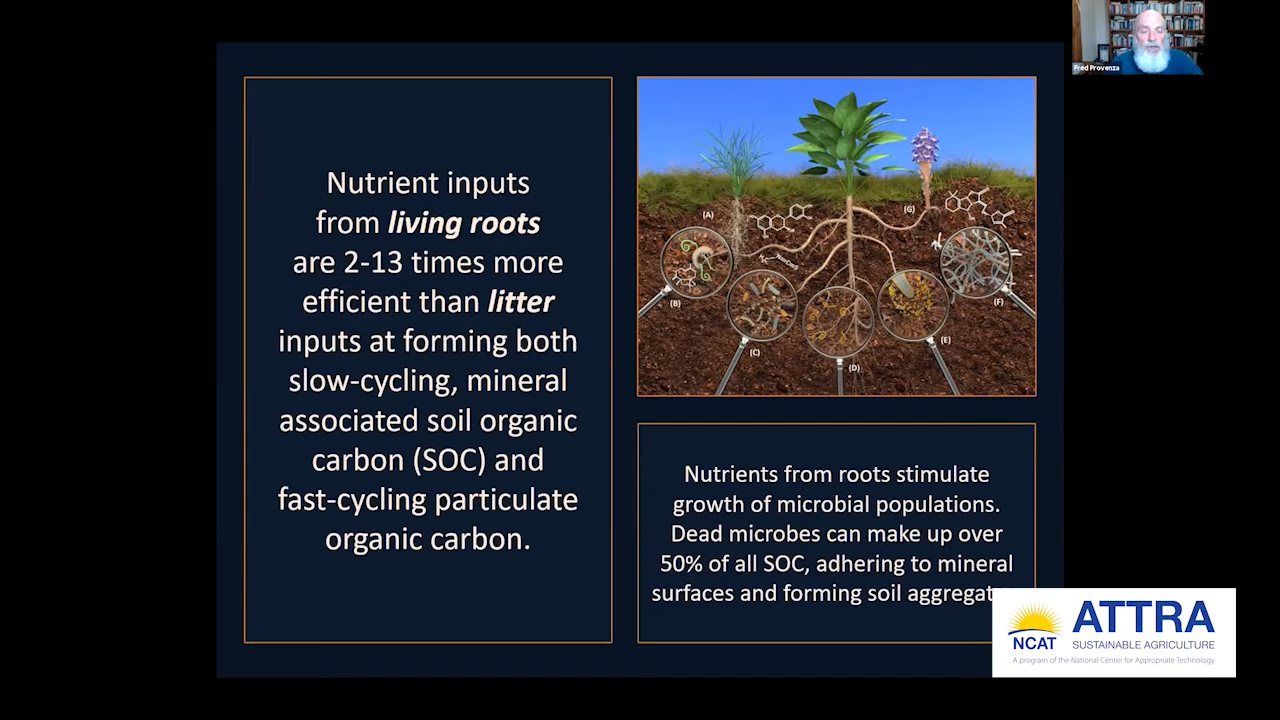 Fred Provenza
Nutrient inputs
from living roots
are 2-13 times more
efficient than litter
inputs at forming both
slow-cycling, mineral
associated soil organic
carbon (SOC) and
fast-cycling particulate
organic carbon.
(A)
(B)
(C)
(D)
(E)
(F)
(G)
Nutrients from roots stimulate
growth of microbial populations.
Dead microbes can make up over
50% of all SOC, adhering to mineral
surfaces and forming soil
NCAT
ATTRA
SUSTAINABLE AGRICULTURE
A program of the National Center for Appropriate Technology